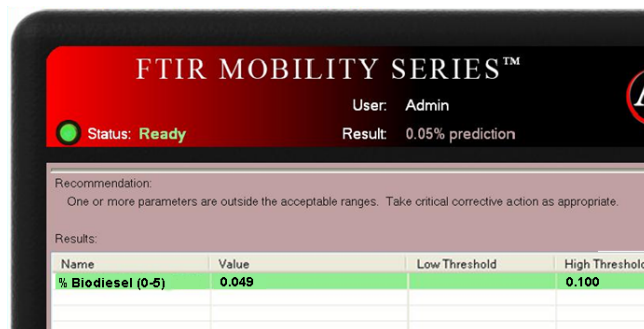 FTIR MOBILITY SERIES™
User: Admin
Status: Ready
Result: 0.05% prediction
Recommendation:
One or more parameters are outside the acceptable ranges. Take critical corrective action as appropriate.
Results:
Name Value Low Threshold High Threshold
% Biodiesel (0-5) 0.049 0.100